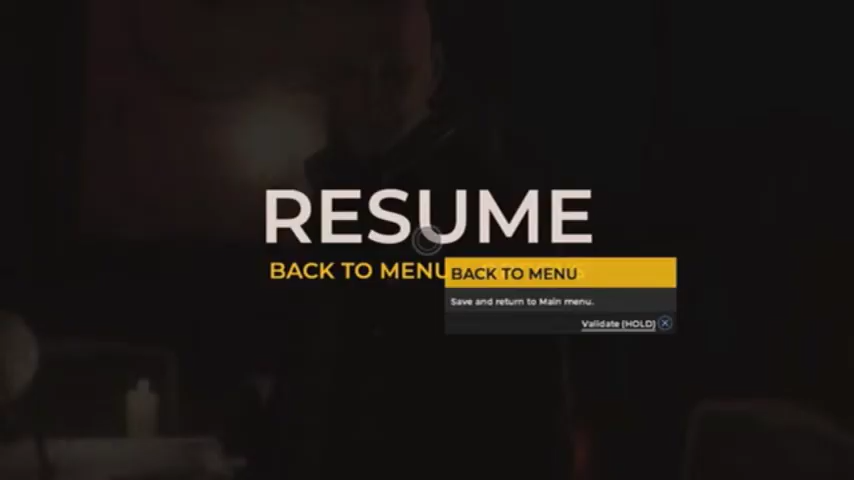 RESUME
BACK TO MENU
BACK TO MENU
Save and return to Main menu.
Validate [HOLD]